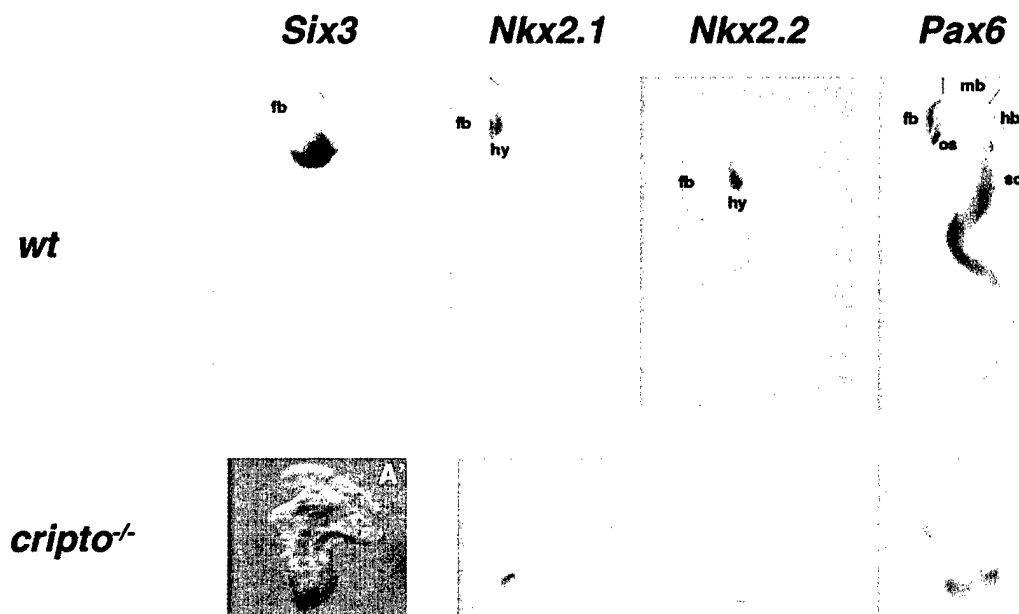 Six3 Nkx2.1 Nkx2.2 Pax6
fb
fb
hy
fb
hy
mb
fb
hb
os
sc
wt
A'
cripto-/-